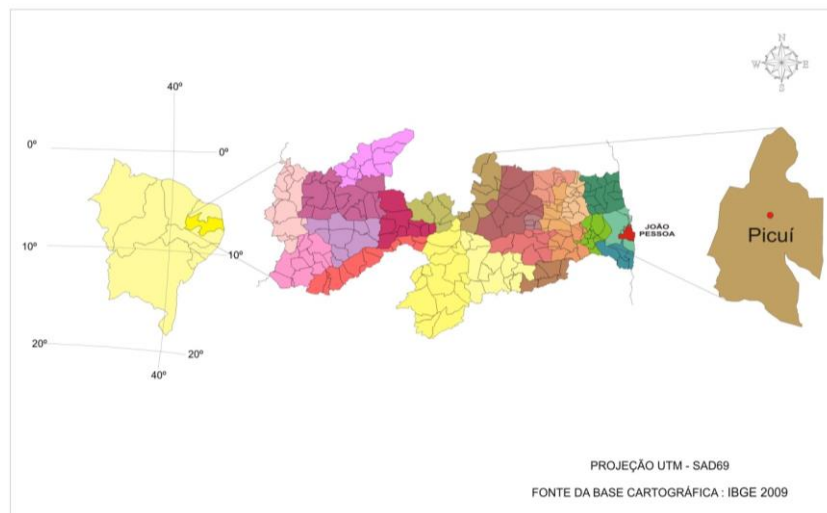 N
W E
S
40º
0º
0º
JOÃO
PESSOA
Picuí
10º
10º
20º
20º
40º
PROJEÇÃO UTM - SAD69
FONTE DA BASE CARTOGRÁFICA : IBGE 2009